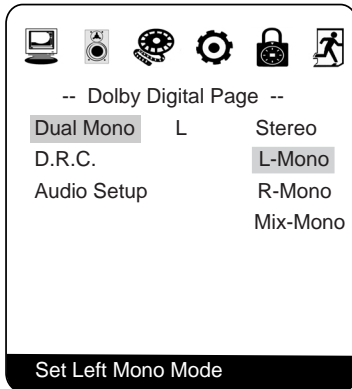 -- Dolby Digital Page --
Dual Mono L Stereo
D.R.C. L-Mono
Audio Setup R-Mono
Mix-Mono
Set Left Mono Mode